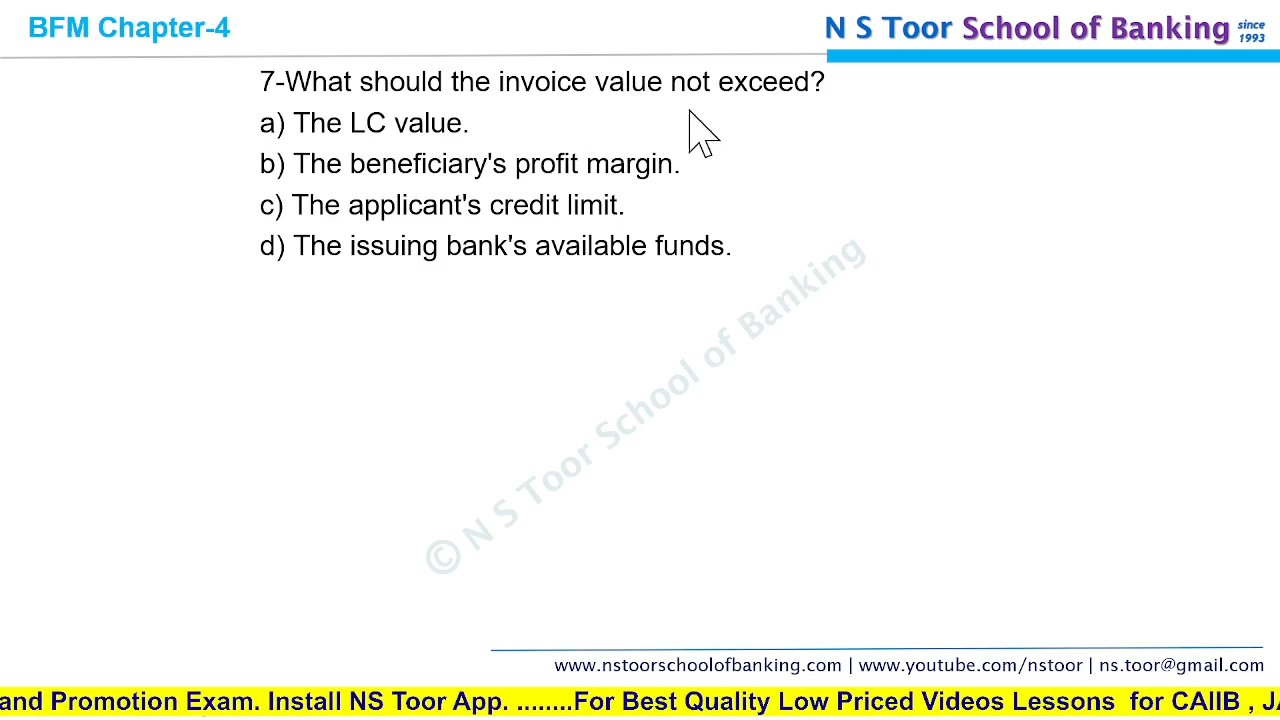 BFM Chapter-4
N S Toor School of Banking since 1993
7-What should the invoice value not exceed?
a) The LC value.
b) The beneficiary's profit margin.
c) The applicant's credit limit.
d) The issuing bank's available funds.
© N S Toor School of Banking
www.nstoorschoolofbanking.com | www.youtube.com/nstoor | ns.toor@gmail.com
and Promotion Exam. Install NS Toor App. ........For Best Quality Low Priced Videos Lessons for CAIIB , JA